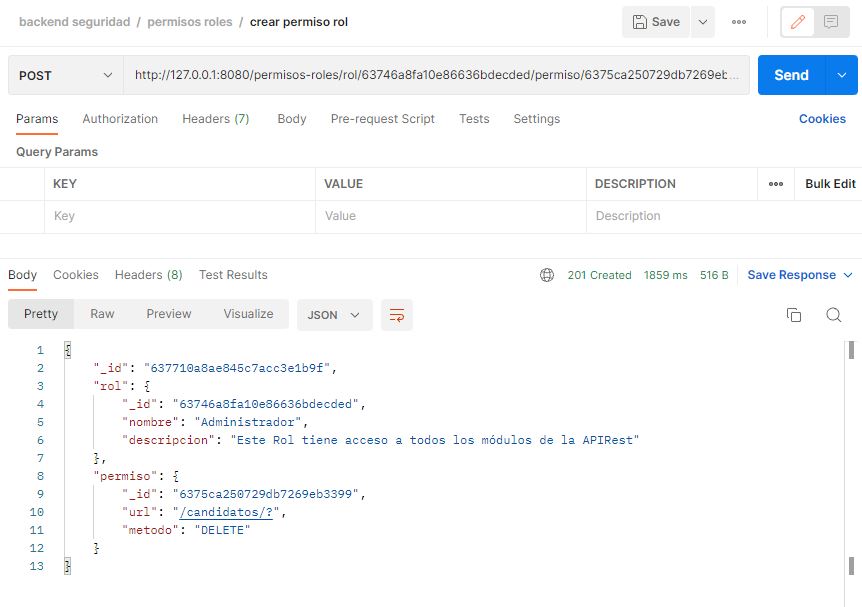 backend seguridad / permisos roles / crear permiso rol Save
POST http://127.0.0.1:8080/permisos-roles/rol/63746a8fa10e86636bdecded/permiso/6375ca250729db7269eb... Send
Params Authorization Headers (7) Body Pre-request Script Tests Settings Cookies
Query Params
KEY VALUE DESCRIPTION Bulk Edit
Key Value Description
Body Cookies Headers (8) Test Results 201 Created 1859 ms 516 B Save Response
Pretty Raw Preview Visualize JSON
1 {
2 "_id": "637710a8ae845c7acc3e1b9f",
3 "rol": {
4 "_id": "63746a8fa10e86636bdecded",
5 "nombre": "Administrador",
6 "descripcion": "Este Rol tiene acceso a todos los módulos de la APIRest"
7 },
8 "permiso": {
9 "_id": "6375ca250729db7269eb3399",
10 "url": "/candidatos/?",
11 "metodo": "DELETE"
12 }
13 }